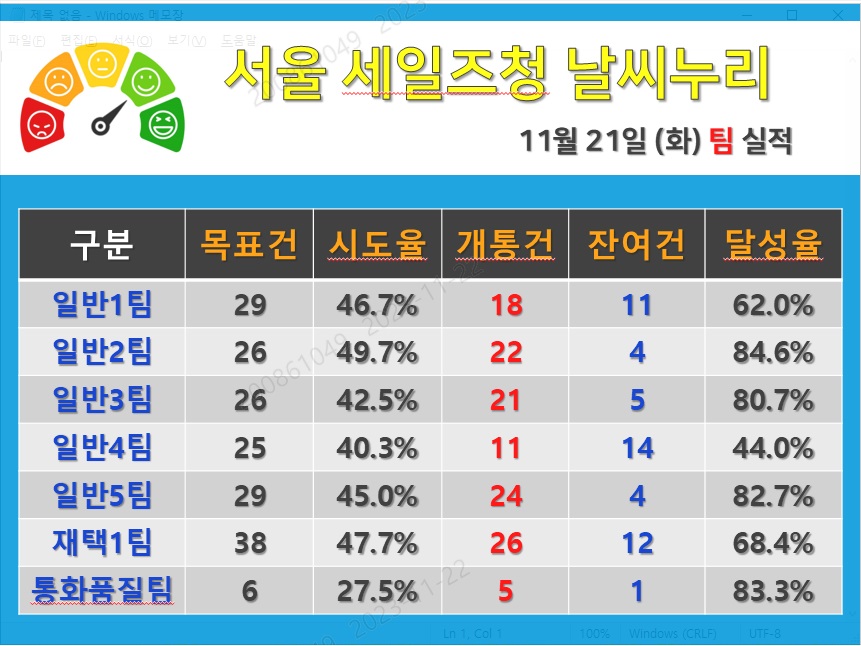 제목 없음 - Windows 메모장
파일(F) 편집(E) 서식(O) 보기(V) 도움말
서울 세일즈청 날씨누리
11월 21일 (화) 팀 실적
구분 목표건 시도율 개통건 잔여건 달성율
일반1팀 29 46.7% 18 11 62.0%
일반2팀 26 49.7% 22 4 84.6%
일반3팀 26 42.5% 21 5 80.7%
일반4팀 25 40.3% 11 14 44.0%
일반5팀 29 45.0% 24 4 82.7%
재택1팀 38 47.7% 26 12 68.4%
통화품질팀 6 27.5% 5 1 83.3%
00861049 2023-11-22
Ln 1, Col 1 100% Windows (CRLF) UTF-8